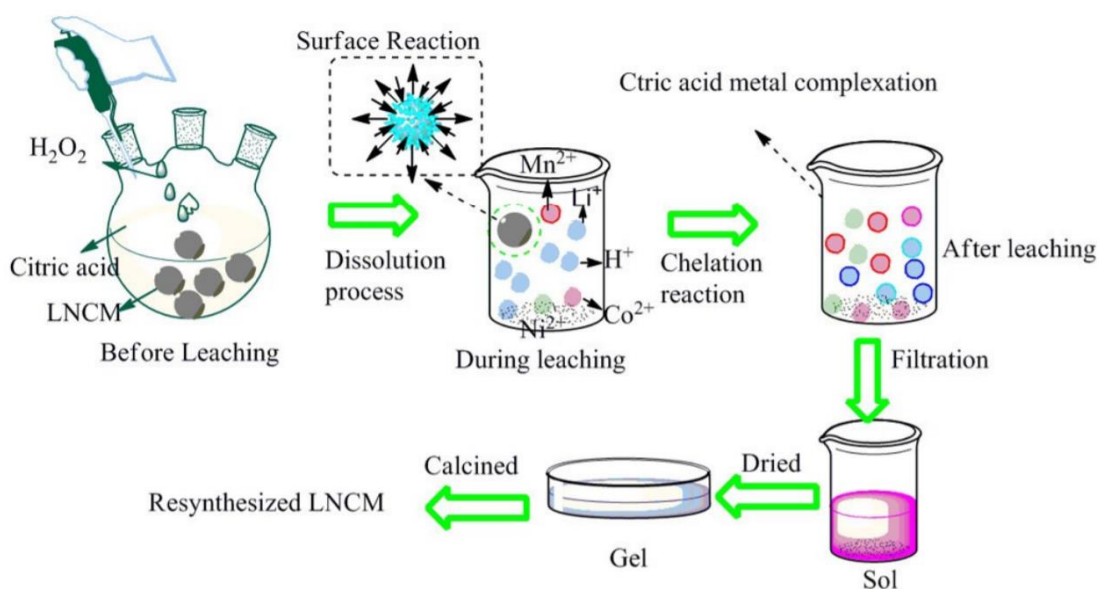 Surface Reaction
H₂O₂
Citric acid
LNCM
Before Leaching
Dissolution
process
Mn²⁺
Li⁺
H⁺
Co²⁺
Ni²⁺
During leaching
Chelation
reaction
Ctric acid metal complexation
After leaching
Filtration
Sol
Dried
Gel
Calcined
Resynthesized LNCM